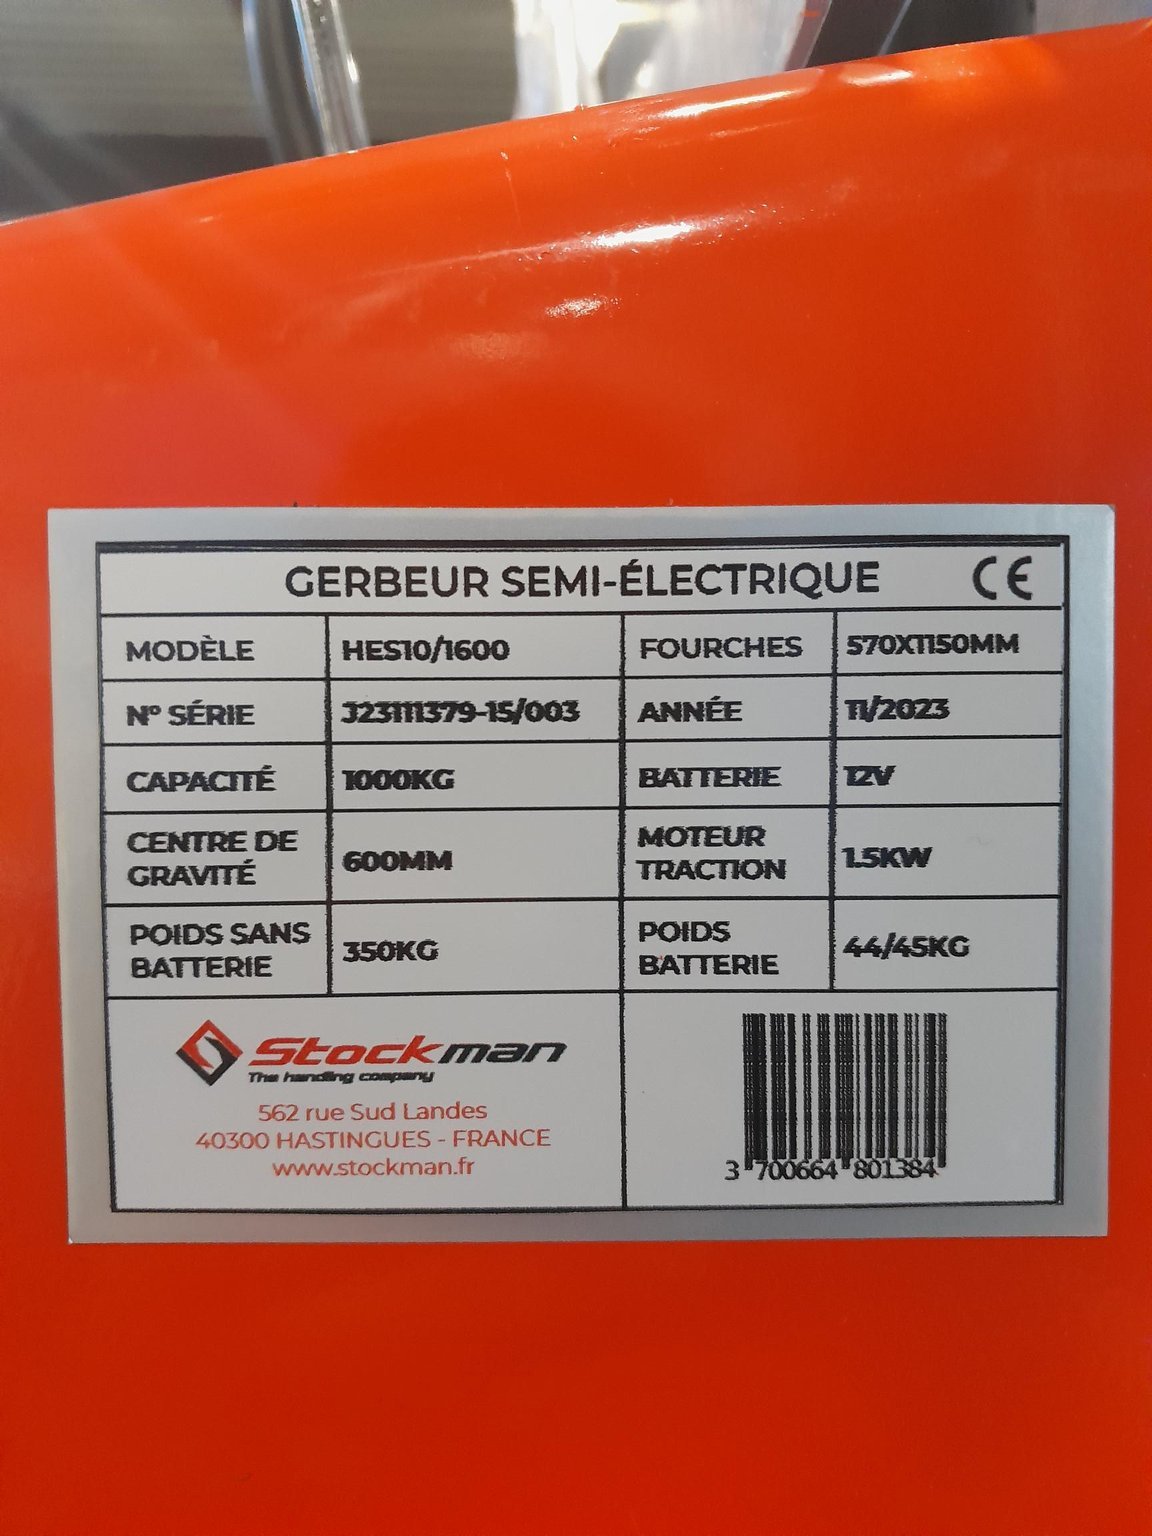 GERBEUR SEMI-ÉLECTRIQUE CE
MODÈLE HES10/1600 FOURCHES 570X1150MM
N° SÉRIE J23111379-15/003 ANNÉE 11/2023
CAPACITÉ 1000KG BATTERIE 12V
CENTRE DE GRAVITÉ 600MM MOTEUR TRACTION 1.5KW
POIDS SANS BATTERIE 350KG POIDS BATTERIE 44/45KG
Stockman
The handling company
562 rue Sud Landes
40300 HASTINGUES - FRANCE
www.stockman.fr
3 700664 801384